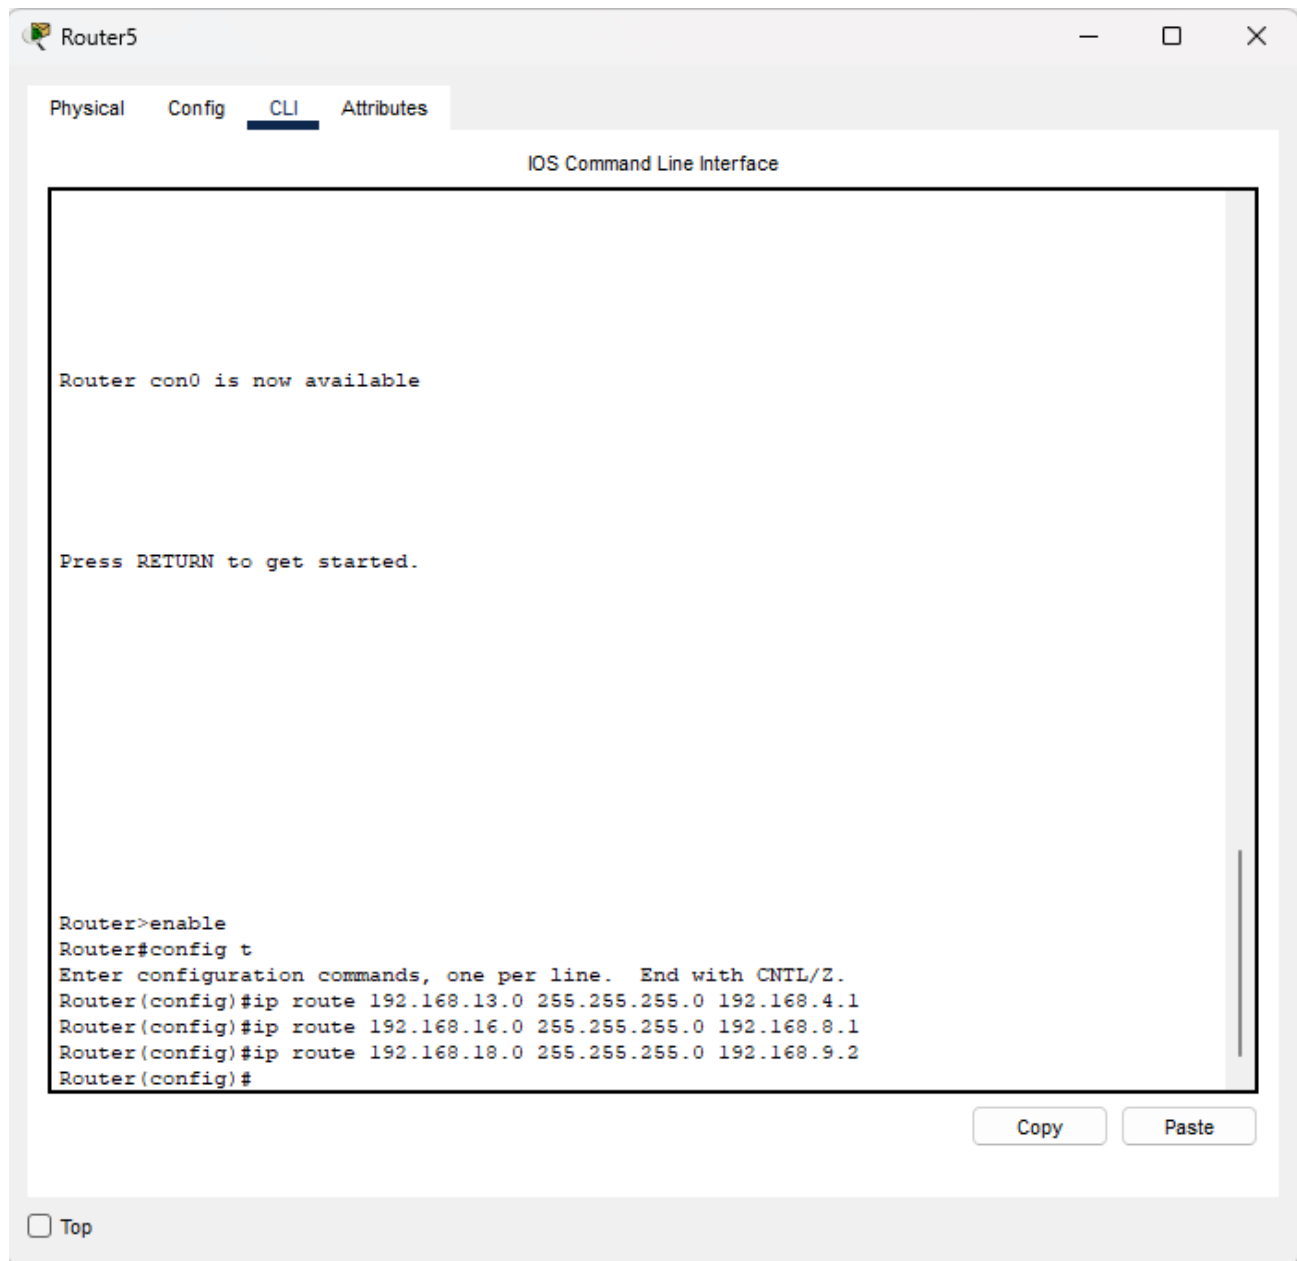 Router5
Physical Config CLI Attributes
IOS Command Line Interface
Router con0 is now available
Press RETURN to get started.
Router>enable
Router#config t
Enter configuration commands, one per line.  End with CNTL/Z.
Router(config)#ip route 192.168.13.0 255.255.255.0 192.168.4.1
Router(config)#ip route 192.168.16.0 255.255.255.0 192.168.8.1
Router(config)#ip route 192.168.18.0 255.255.255.0 192.168.9.2
Router(config)#
Copy Paste
Top